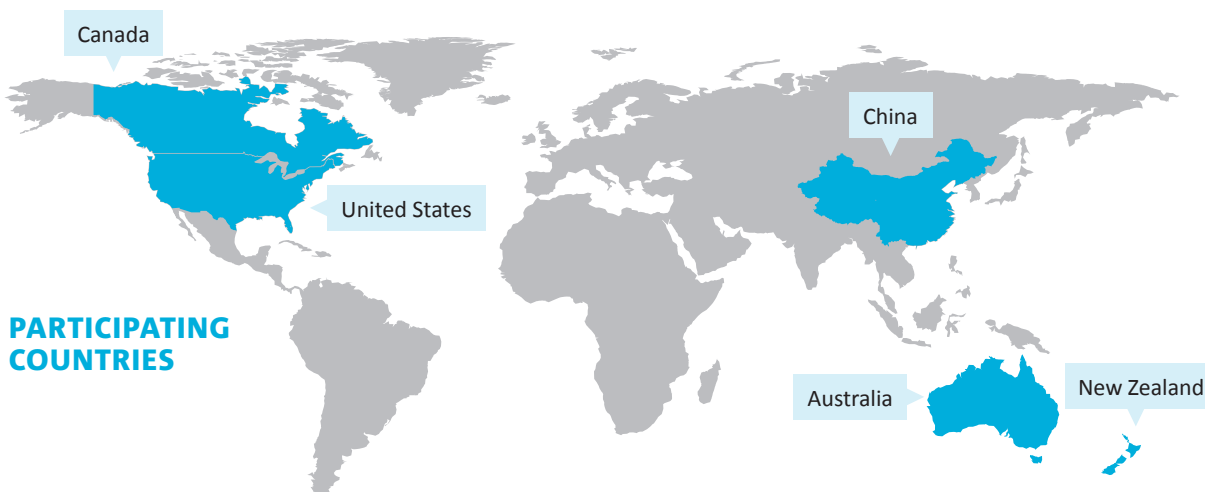 Canada
China
United States
PARTICIPATING
COUNTRIES
Australia
New Zealand